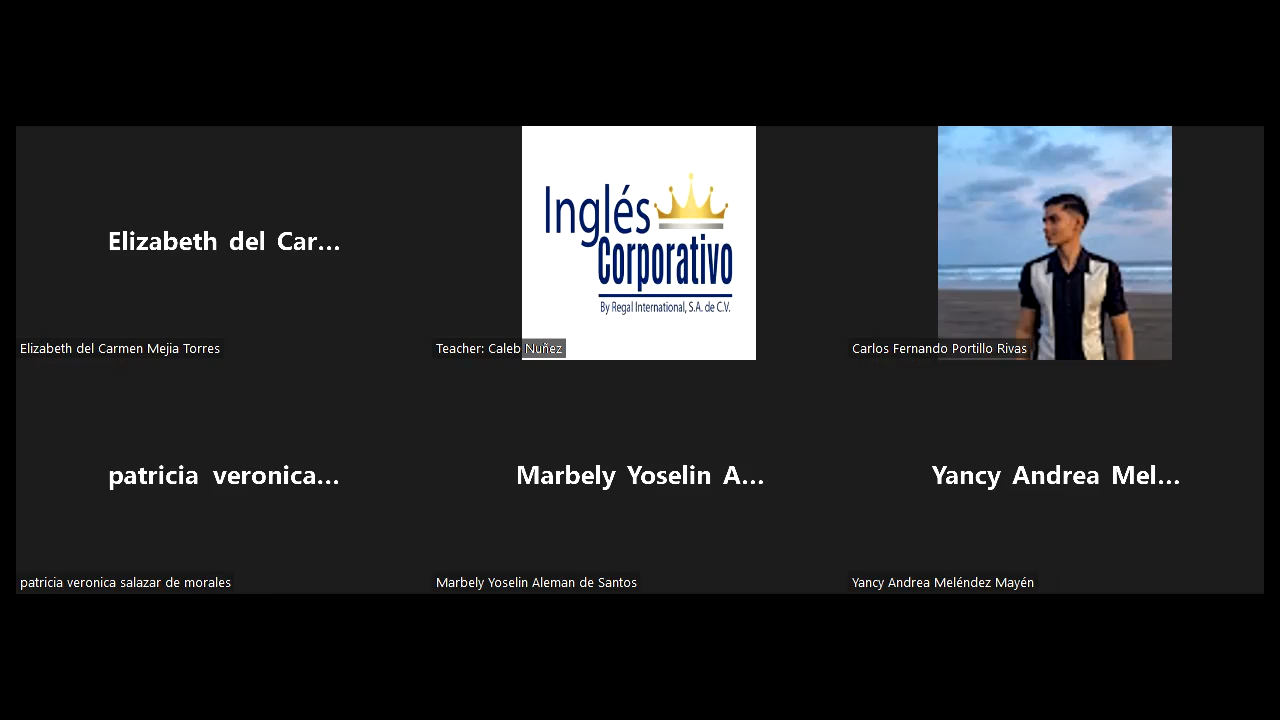 Elizabeth del Car...
Elizabeth del Carmen Mejia Torres
Inglés
Corporativo
By Regal International, S.A. de C.V.
Teacher: Caleb Nuñez
Carlos Fernando Portillo Rivas
patricia veronica...
patricia veronica salazar de morales
Marbely Yoselin A...
Marbely Yoselin Aleman de Santos
Yancy Andrea Mel...
Yancy Andrea Meléndez Mayén